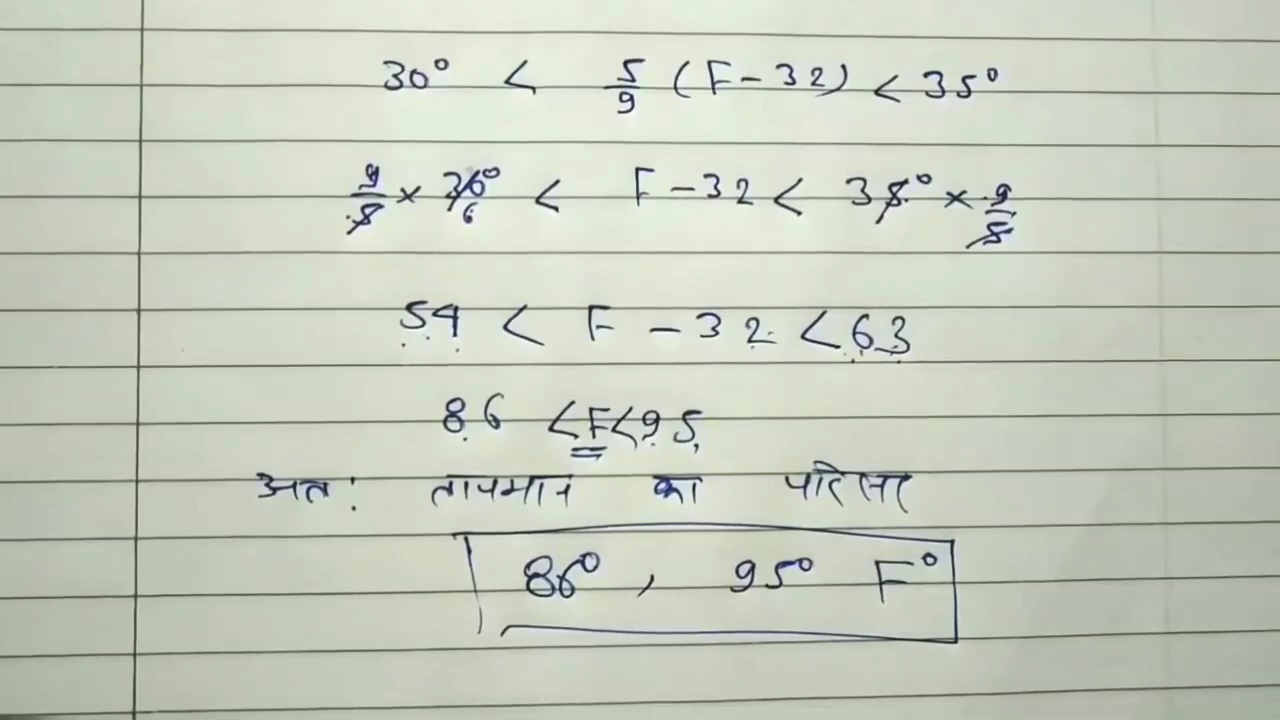 30° < 5/9 (F - 32) < 35°
9/5 × 30° 6 < F - 32 < 35° × 9/5
54 < F - 32 < 63
86 < F < 95
अतः तापमान का परिसर
86° , 95° F°